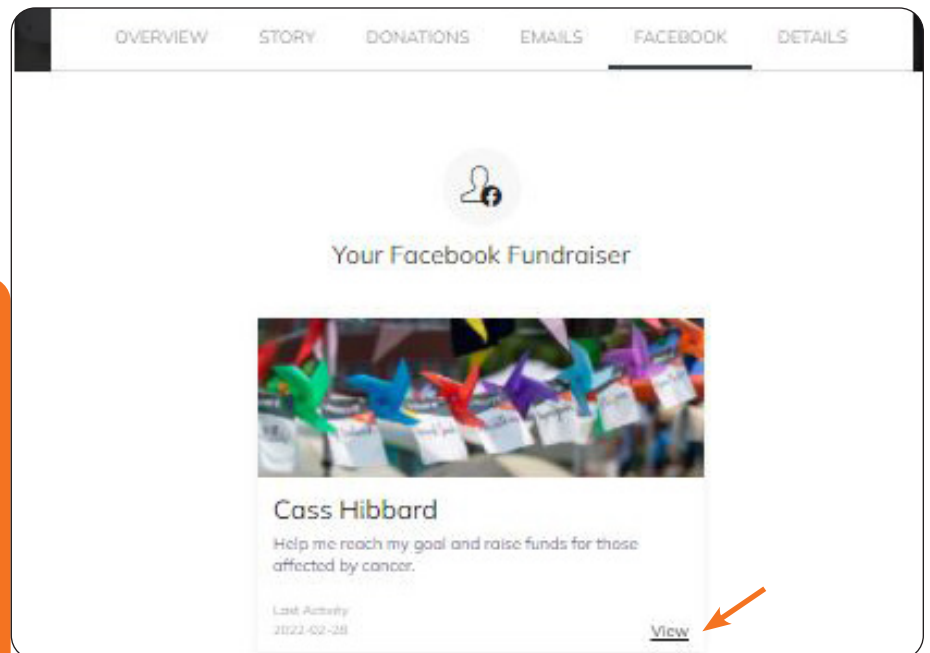 OVERVIEW STORY DONATIONS EMAILS FACEBOOK DETAILS
Your Facebook Fundraiser
Cass Hibbard
Help me reach my goal and raise funds for those
affected by cancer.
Last Activity
2022-02-28
View